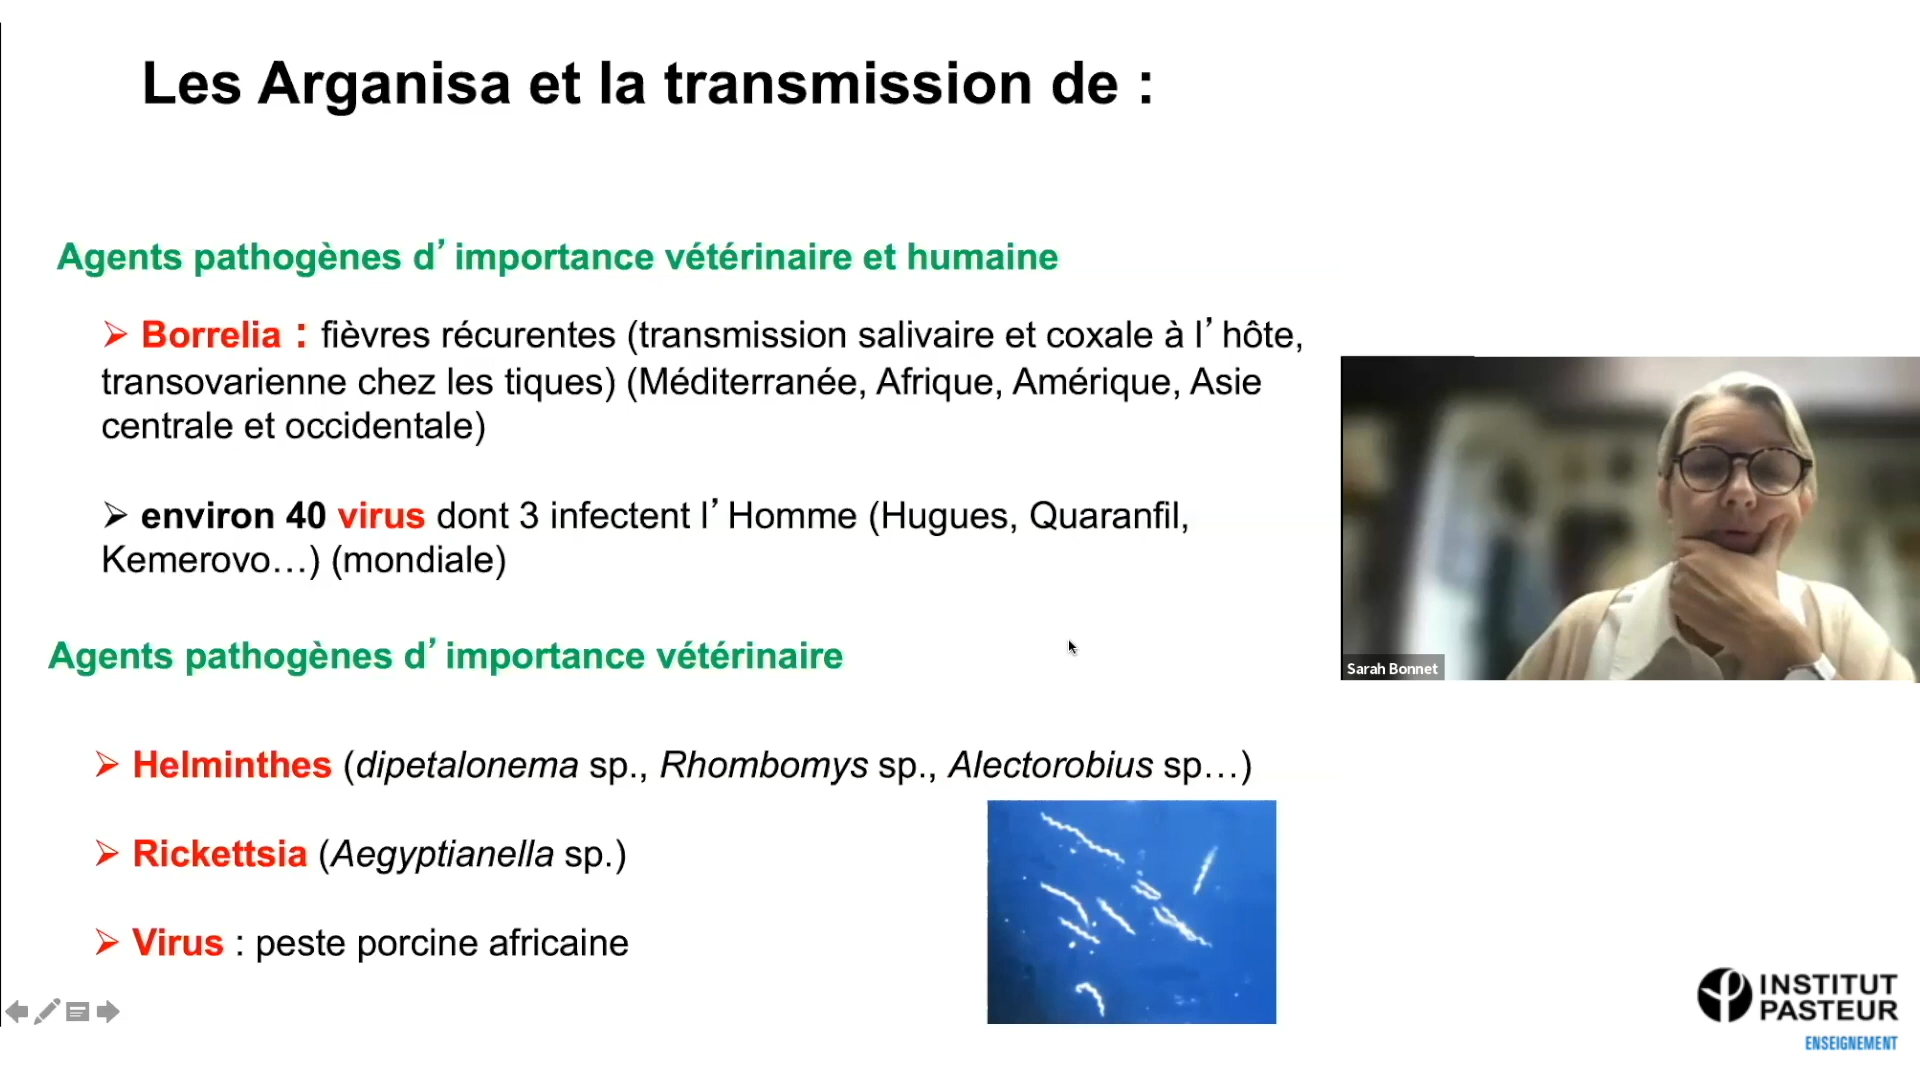 Les Arganisa et la transmission de :
Agents pathogènes d’ importance vétérinaire et humaine
➢ Borrelia : fièvres récurentes (transmission salivaire et coxale à l’ hôte,
transovarienne chez les tiques) (Méditerranée, Afrique, Amérique, Asie
centrale et occidentale)
➢ environ 40 virus dont 3 infectent l’ Homme (Hugues, Quaranfil,
Kemerovo…) (mondiale)
Sarah Bonnet
Agents pathogènes d’ importance vétérinaire
➢ Helminthes (dipetalonema sp., Rhombomys sp., Alectorobius sp…)
➢ Rickettsia (Aegyptianella sp.)
➢ Virus : peste porcine africaine
INSTITUT
PASTEUR
ENSEIGNEMENT